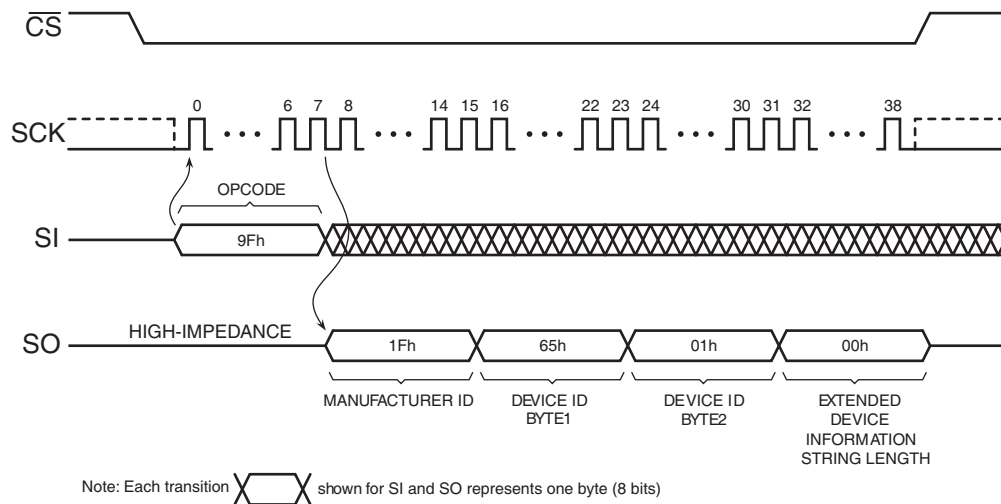 CS
0 6 7 8 14 15 16 22 23 24 30 31 32 38
SCK
OPCODE
SI
9Fh
HIGH-IMPEDANCE
SO
1Fh 65h 01h 00h
MANUFACTURER ID
DEVICE ID
BYTE1
DEVICE ID
BYTE2
EXTENDED
DEVICE
INFORMATION
STRING LENGTH
Note: Each transition shown for SI and SO represents one byte (8 bits)